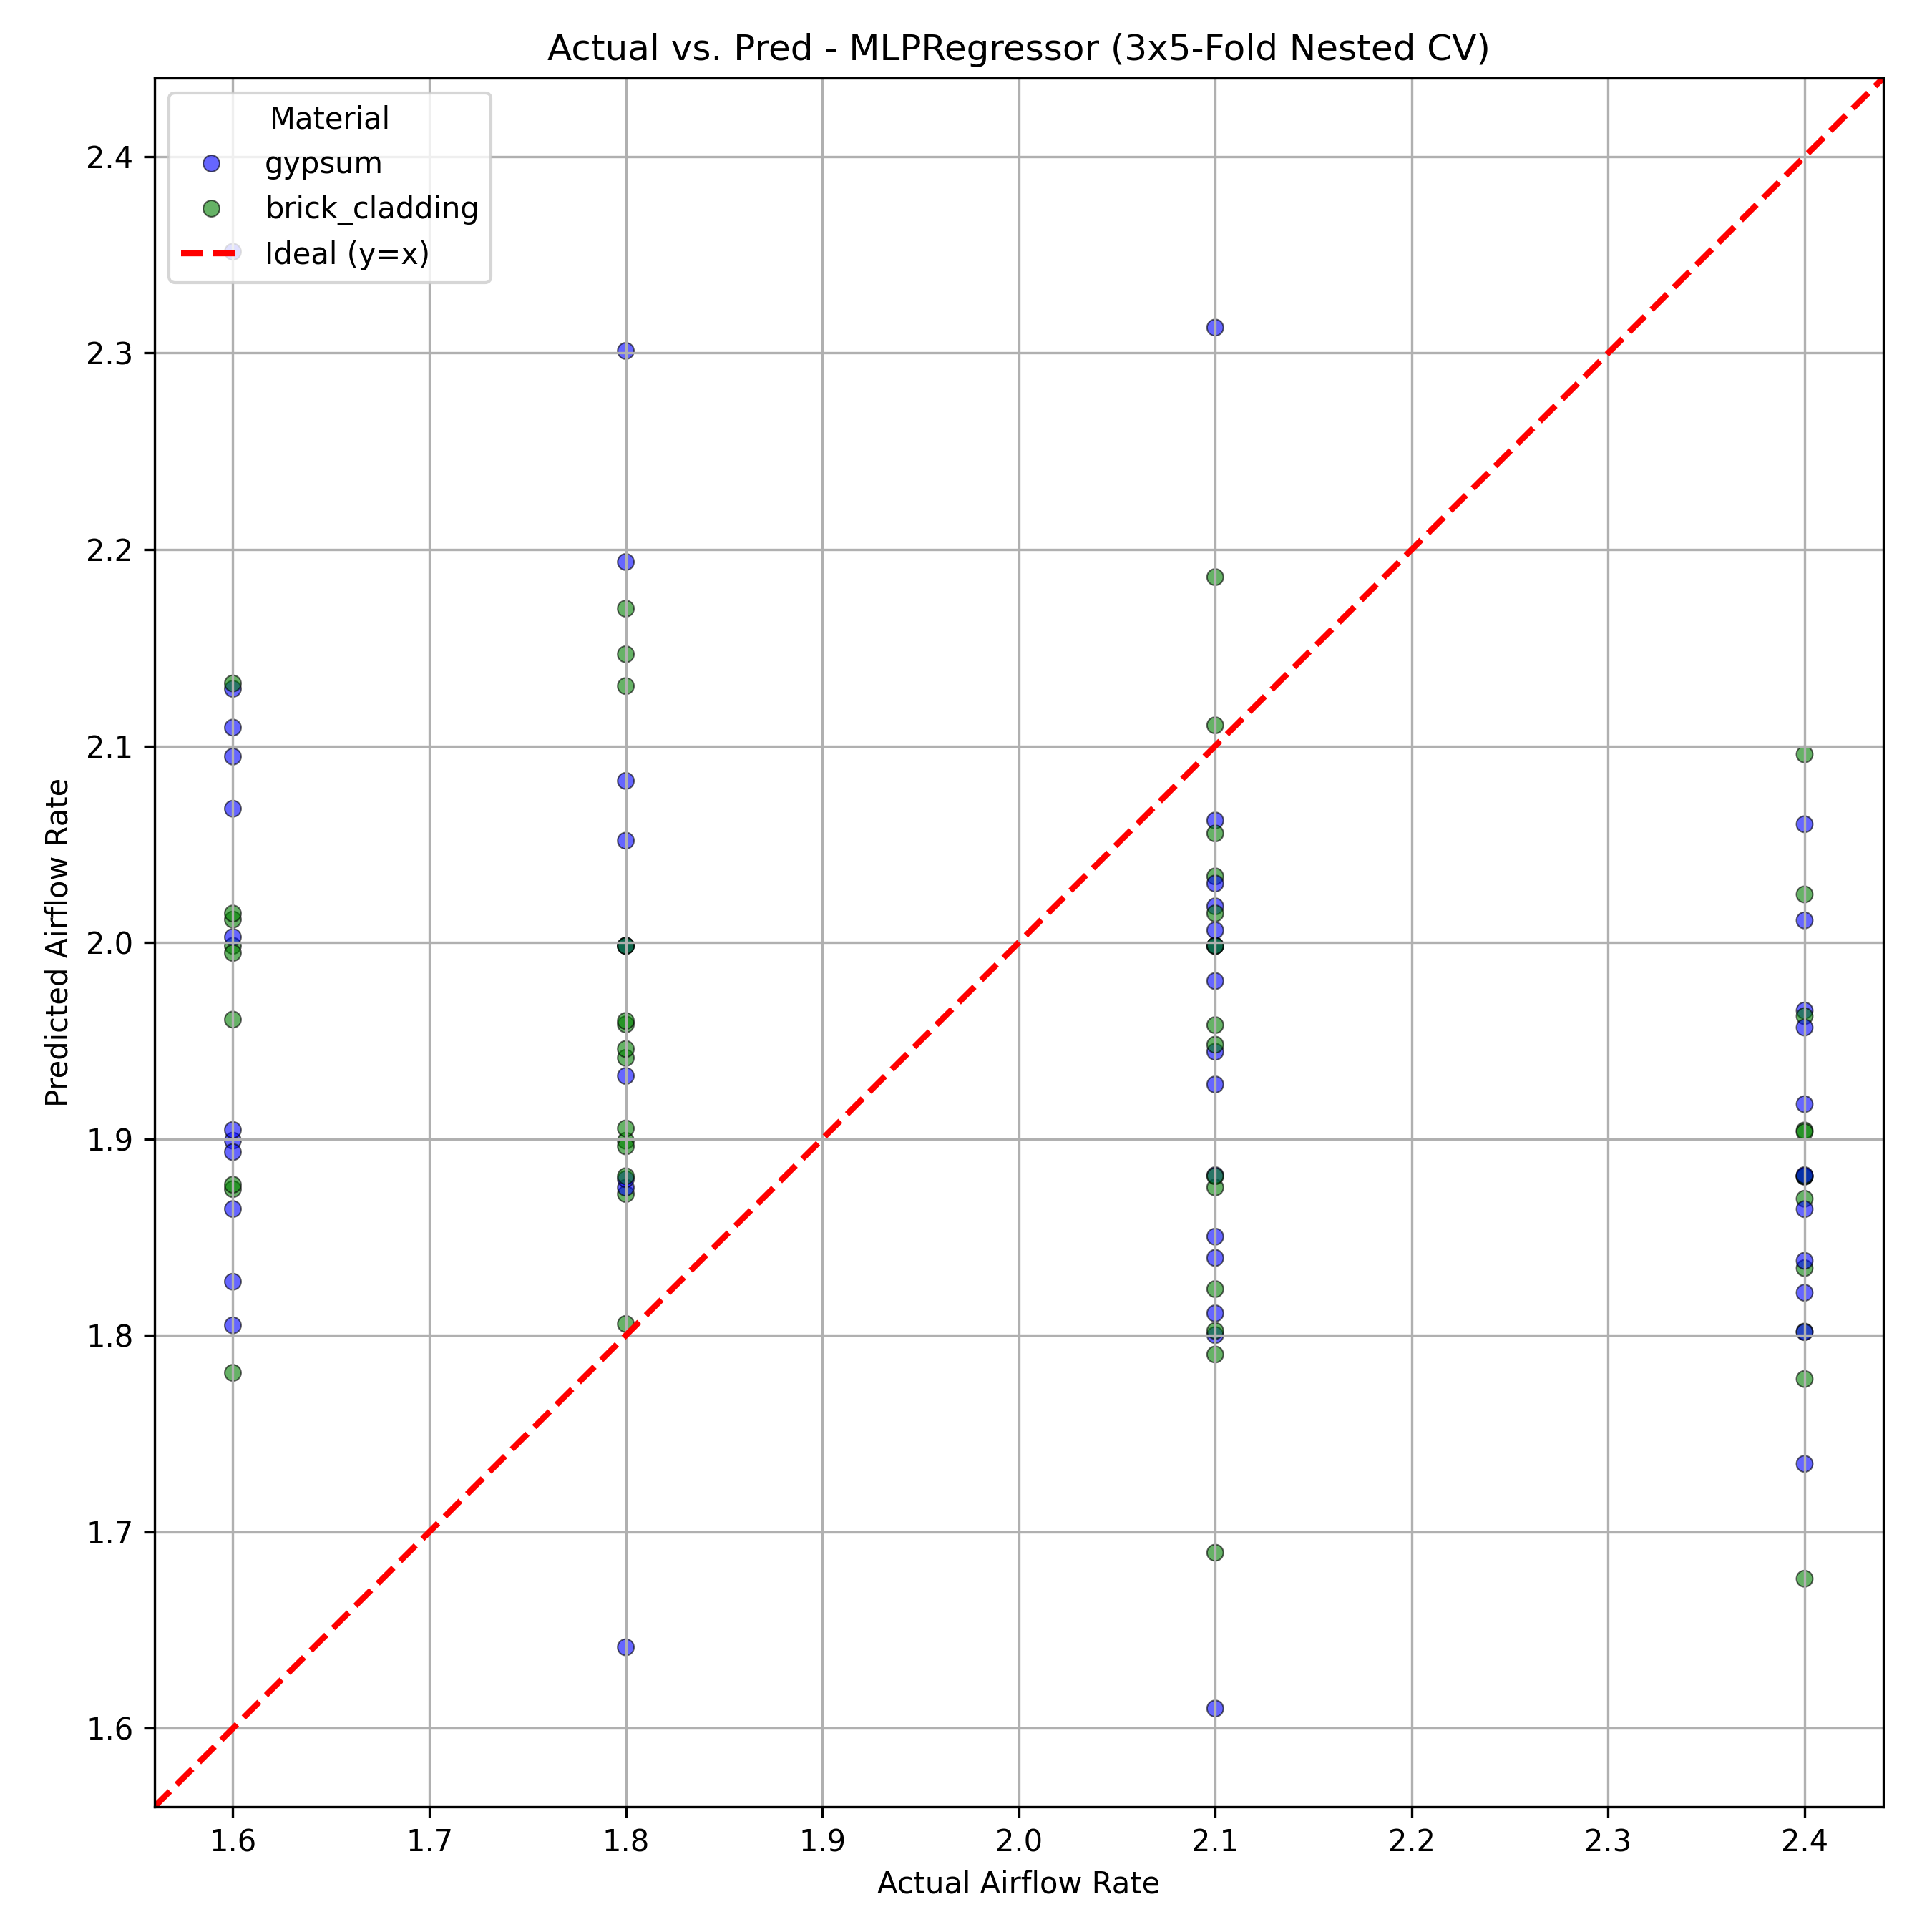 Actual vs. Pred - MLPRegressor (3x5-Fold Nested CV)
Material
gypsum
brick_cladding
Ideal (y=x)
2.4
2.3
2.2
2.1
2.0
1.9
1.8
1.7
1.6
Predicted Airflow Rate
1.6 1.7 1.8 1.9 2.0 2.1 2.2 2.3 2.4
Actual Airflow Rate